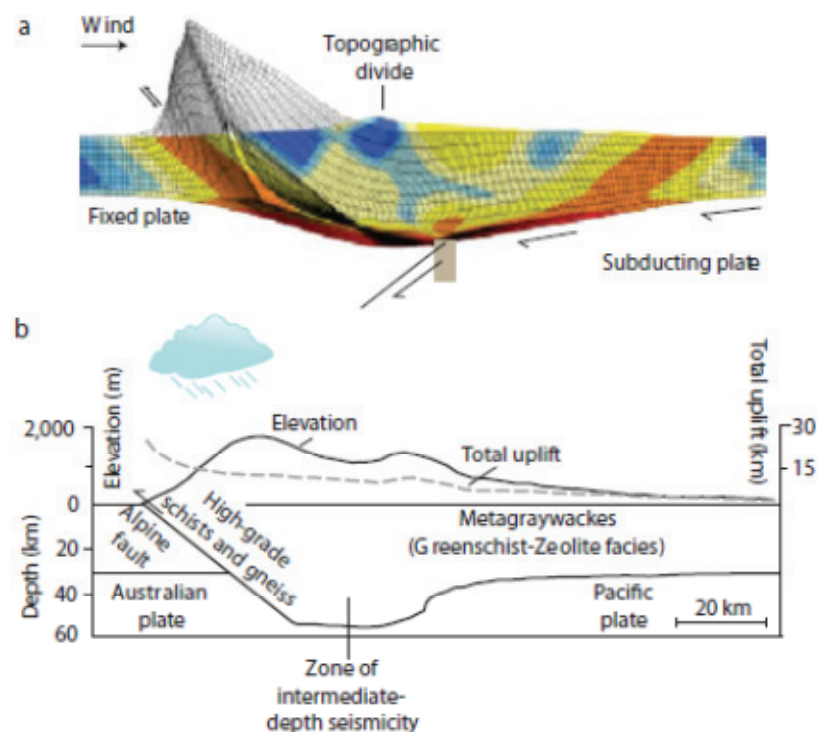 a
Wind
Topographic
divide
Fixed plate
Subducting plate
b
Elevation (m)
2,000
0
Elevation
Total uplift
Total uplift (km)
30
15
Depth (km)
20
40
60
Alpine
fault
High-grade
schists and gneiss
Metagraywackes
(Greenschist-Zeolite facies)
Australian
plate
Pacific
plate
20 km
Zone of
intermediate-
depth seismicity